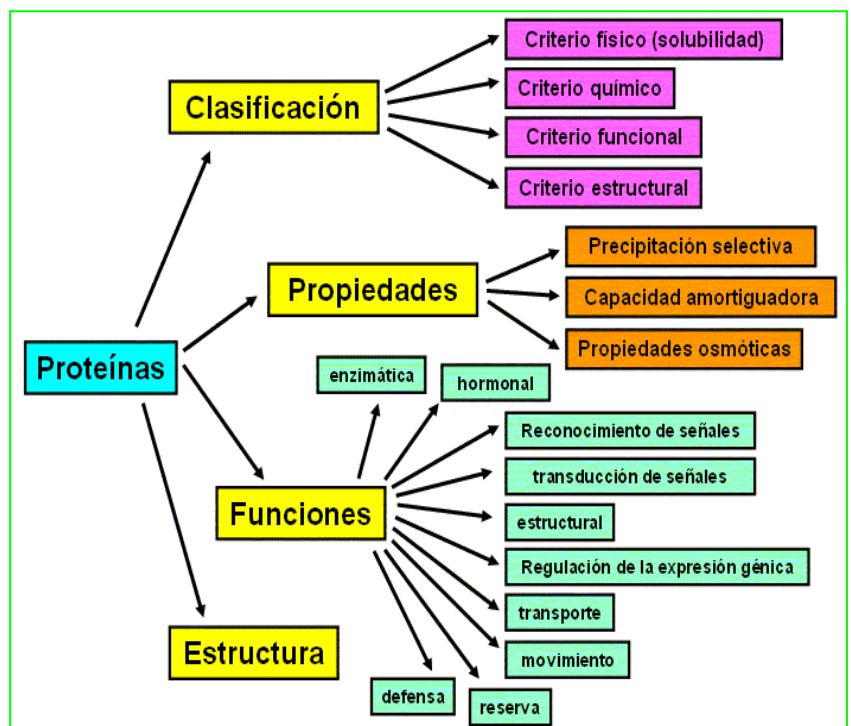 Criterio físico (solubilidad)
Criterio químico
Clasificación
Criterio funcional
Criterio estructural
Precipitación selectiva
Propiedades
Capacidad amortiguadora
Propiedades osmóticas
Proteínas
enzimática
hormonal
Reconocimiento de señales
transducción de señales
Funciones
estructural
Regulación de la expresión génica
transporte
movimiento
Estructura
defensa
reserva